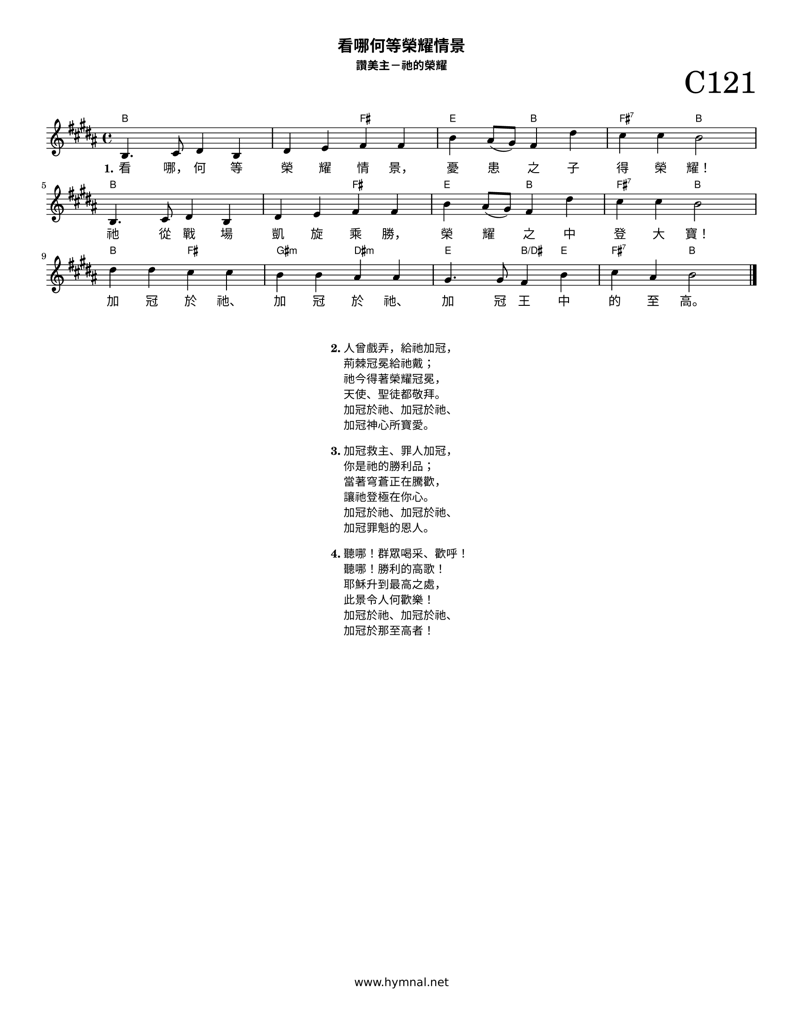 看哪何等榮耀情景
讚美主－祂的榮耀
C121
B F♯ E B F♯7 B
1. 看 哪， 何 等 榮 耀 情 景， 憂 患 之 子 得 榮 耀！
5
B F♯ E B F♯7 B
祂 從 戰 場 凱 旋 乘 勝， 榮 耀 之 中 登 大 寶！
9
B F♯ G♯m D♯m E B/D♯ E F♯7 B
加 冠 於 祂、 加 冠 於 祂、 加 冠 王 中 的 至 高。
2. 人曾戲弄，給祂加冠，
荊棘冠冕給祂戴；
祂今得著榮耀冠冕，
天使、聖徒都敬拜。
加冠於祂、加冠於祂、
加冠神心所寶愛。
3. 加冠救主、罪人加冠，
你是祂的勝利品；
當著穹蒼正在騰歡，
讓祂登極在你心。
加冠於祂、加冠於祂、
加冠罪魁的恩人。
4. 聽哪！群眾喝采、歡呼！
聽哪！勝利的高歌！
耶穌升到最高之處，
此景令人何歡樂！
加冠於祂、加冠於祂、
加冠於那至高者！
www.hymnal.net